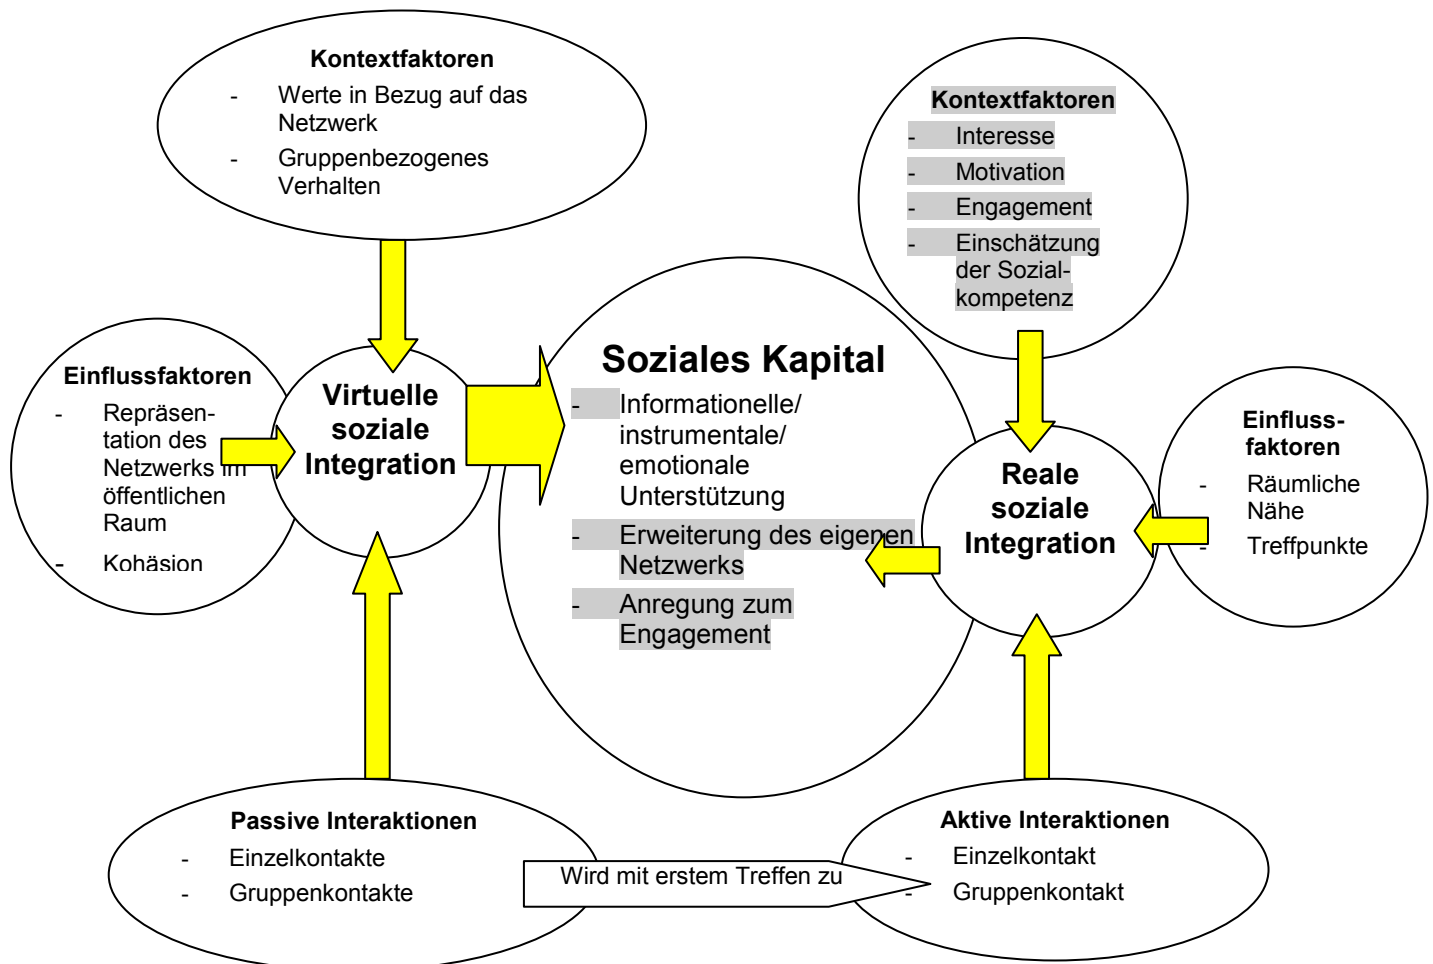 Kontextfaktoren
- Werte in Bezug auf das
Netzwerk
- Gruppenbezogenes
Verhalten
Kontextfaktoren
- Interesse
- Motivation
- Engagement
- Einschätzung
der Sozial-
kompetenz
Einflussfaktoren
- Repräsen-
tation des
Netzwerks im
öffentlichen
Raum
- Kohäsion
Virtuelle
soziale
Integration
Soziales Kapital
- Informationelle/
instrumentale/
emotionale
Unterstützung
- Erweiterung des eigenen
Netzwerks
- Anregung zum
Engagement
Reale
soziale
Integration
Einfluss-
faktoren
- Räumliche
Nähe
- Treffpunkte
Passive Interaktionen
- Einzelkontakte
- Gruppenkontakte
Wird mit erstem Treffen zu
Aktive Interaktionen
- Einzelkontakt
- Gruppenkontakt